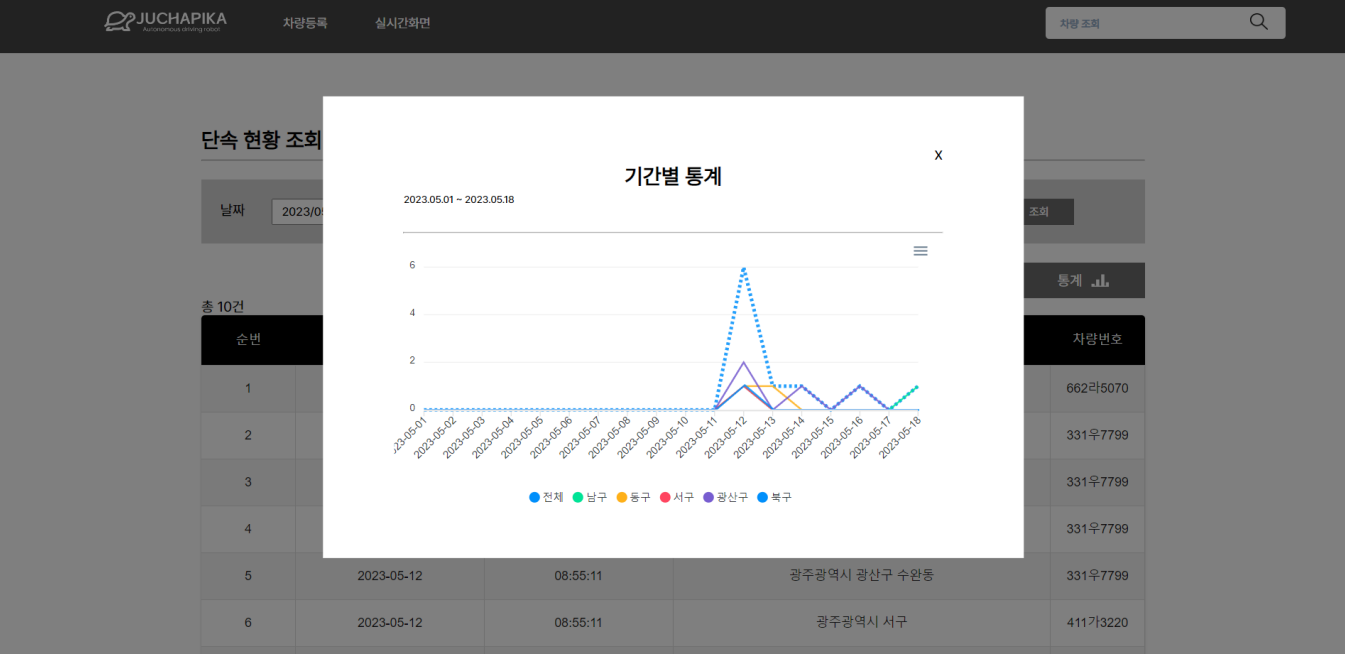 JUCHAPIKA
Autonomous driving robot
차량등록
실시간화면
차량 조회
단속 현황 조회
날짜
2023/0
조회
통계
총 10건
순번
차량번호
1
662라5070
2
331우7799
3
331우7799
4
331우7799
5
2023-05-12
08:55:11
광주광역시 광산구 수완동
331우7799
6
2023-05-12
08:55:11
광주광역시 서구
411가3220
X
기간별 통계
2023.05.01 ~ 2023.05.18
6
4
2
0
23-05-01
2023-05-02
2023-05-03
2023-05-04
2023-05-05
2023-05-06
2023-05-07
2023-05-08
2023-05-09
2023-05-10
2023-05-11
2023-05-12
2023-05-13
2023-05-14
2023-05-15
2023-05-16
2023-05-17
2023-05-18
전체 남구 동구 서구 광산구 북구